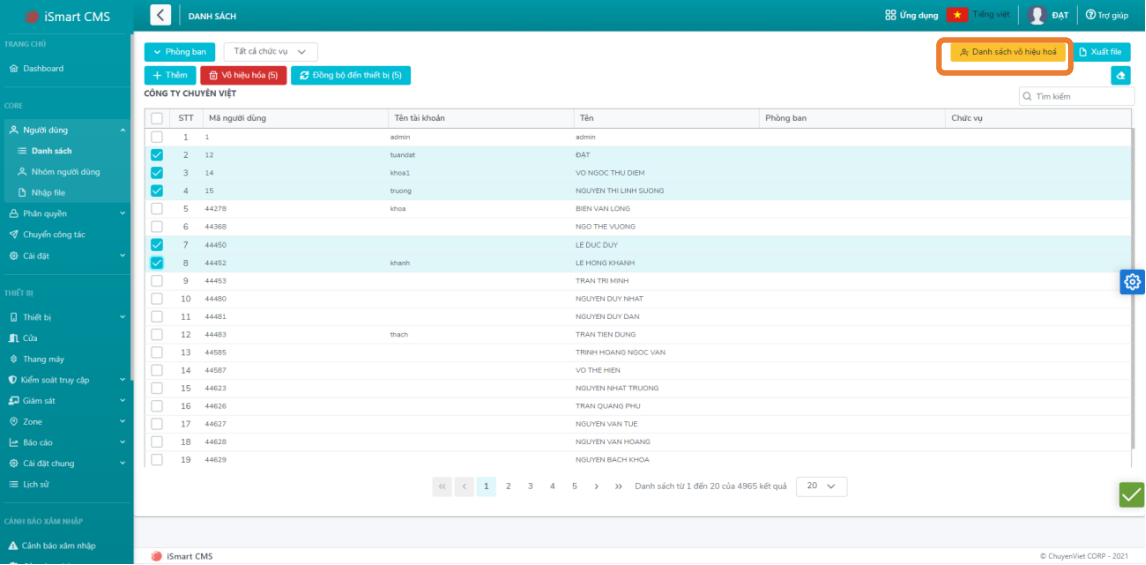 iSmart CMS
DANH SÁCH
Ứng dụng
Tiếng việt
ĐẠT
Trợ giúp
TRANG CHỦ
Dashboard
CORE
Người dùng
Danh sách
Nhóm người dùng
Nhập file
Phân quyền
Chuyển công tác
Cài đặt
THIẾT BỊ
Thiết bị
Cửa
Thang máy
Kiểm soát truy cập
Giám sát
Zone
Báo cáo
Cài đặt chung
Lịch sử
CẢNH BÁO XÂM NHẬP
Cảnh báo xâm nhập
Phòng ban
Tất cả chức vụ
Danh sách vô hiệu hoá
Xuất file
+ Thêm
Vô hiệu hóa (5)
Đồng bộ đến thiết bị (5)
CÔNG TY CHUYÊN VIỆT
Tìm kiếm
STT Mã người dùng Tên tài khoản Tên Phòng ban Chức vụ
1 1 admin admin
2 12 tuandat ĐẠT
3 14 khoa1 VO NGOC THU DIEM
4 15 truong NGUYEN THI LINH SUONG
5 44278 khoa BIEN VAN LONG
6 44368 NGO THE VUONG
7 44450 LE DUC DUY
8 44452 khanh LE HONG KHANH
9 44453 TRAN TRI MINH
10 44480 NGUYEN DUY NHAT
11 44481 NGUYEN DUY DAN
12 44483 thach TRAN TIEN DUNG
13 44585 TRINH HOANG NGOC VAN
14 44587 VO THE HIEN
15 44623 NGUYEN NHAT TRUONG
16 44626 TRAN QUANG PHU
17 44627 NGUYEN VAN TUE
18 44628 NGUYEN VAN HOANG
19 44629 NGUYEN BACH KHOA
« < 1 2 3 4 5 > » Danh sách từ 1 đến 20 của 4965 kết quả 20
iSmart CMS
© ChuyenViet CORP - 2021